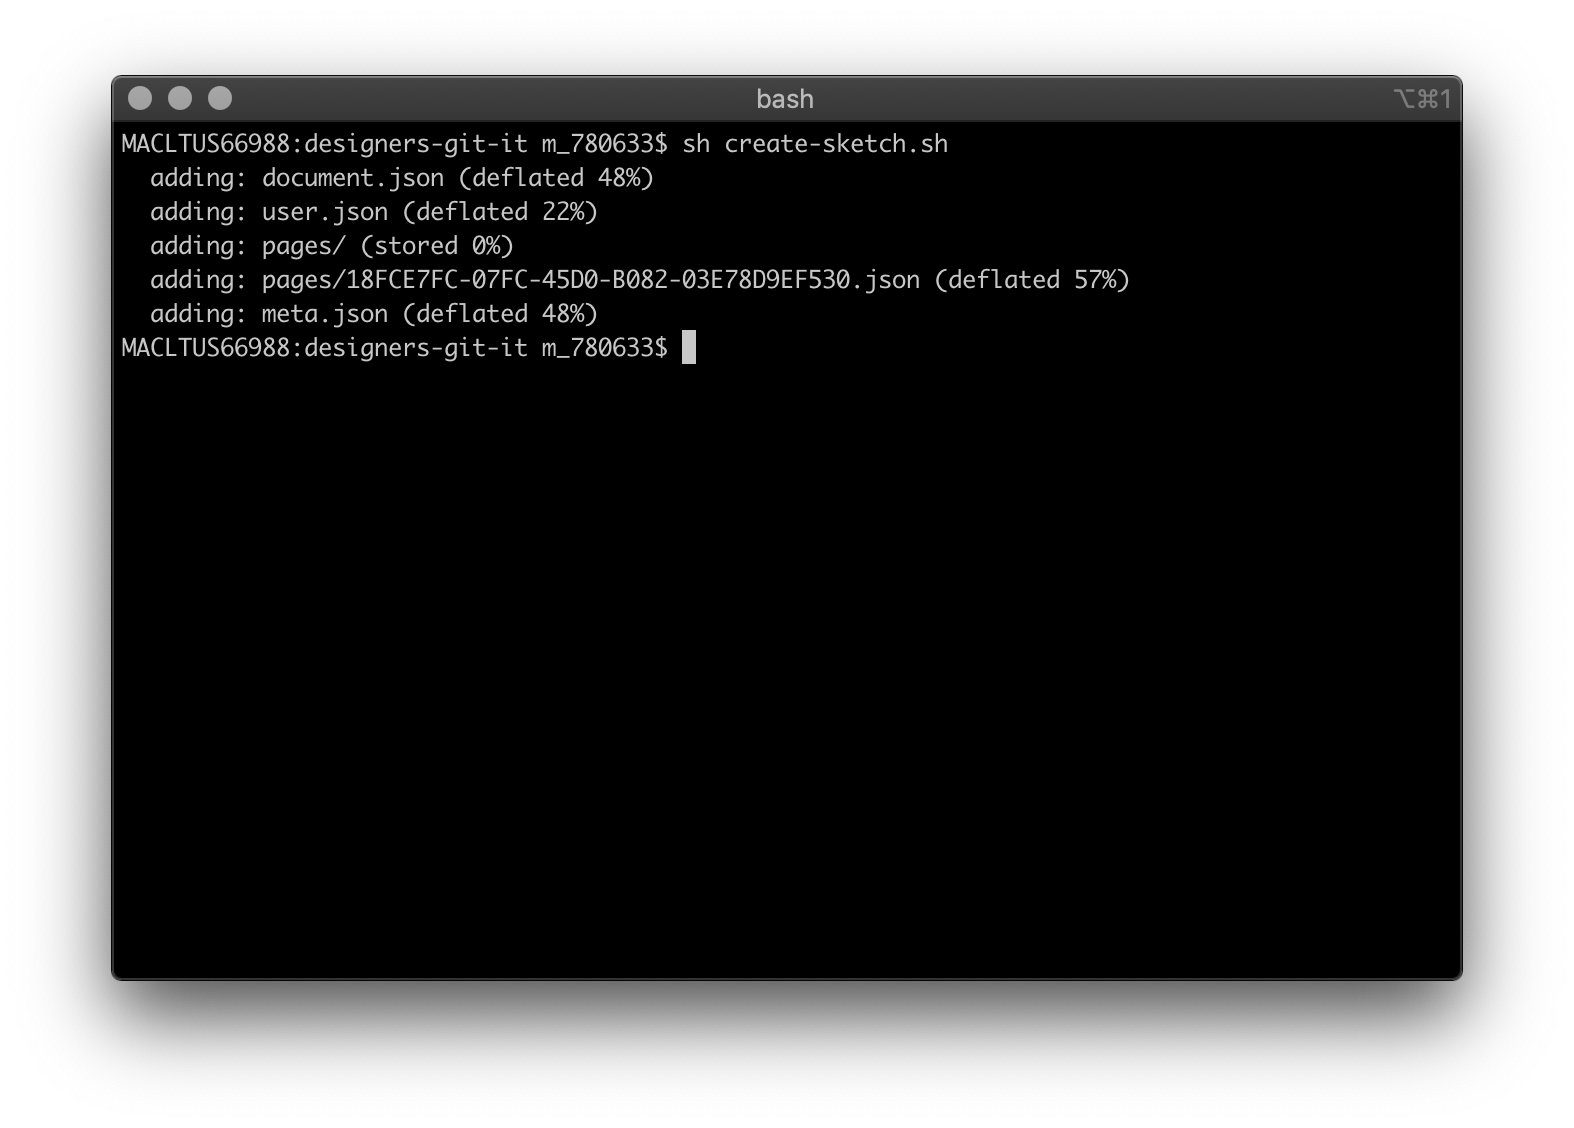 bash
⌥⌘1
MACLTUS66988:designers-git-it m_780633$ sh create-sketch.sh
  adding: document.json (deflated 48%)
  adding: user.json (deflated 22%)
  adding: pages/ (stored 0%)
  adding: pages/18FCE7FC-07FC-45D0-B082-03E78D9EF530.json (deflated 57%)
  adding: meta.json (deflated 48%)
MACLTUS66988:designers-git-it m_780633$